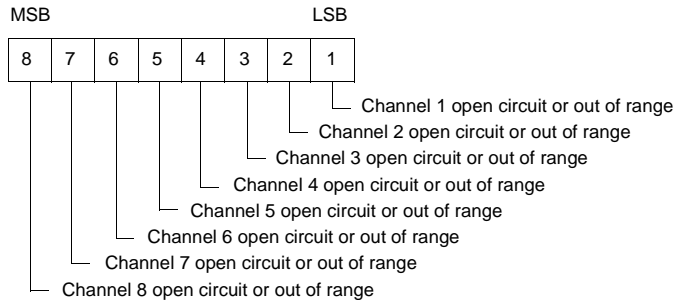 MSB LSB
8 7 6 5 4 3 2 1
Channel 1 open circuit or out of range
Channel 2 open circuit or out of range
Channel 3 open circuit or out of range
Channel 4 open circuit or out of range
Channel 5 open circuit or out of range
Channel 6 open circuit or out of range
Channel 7 open circuit or out of range
Channel 8 open circuit or out of range